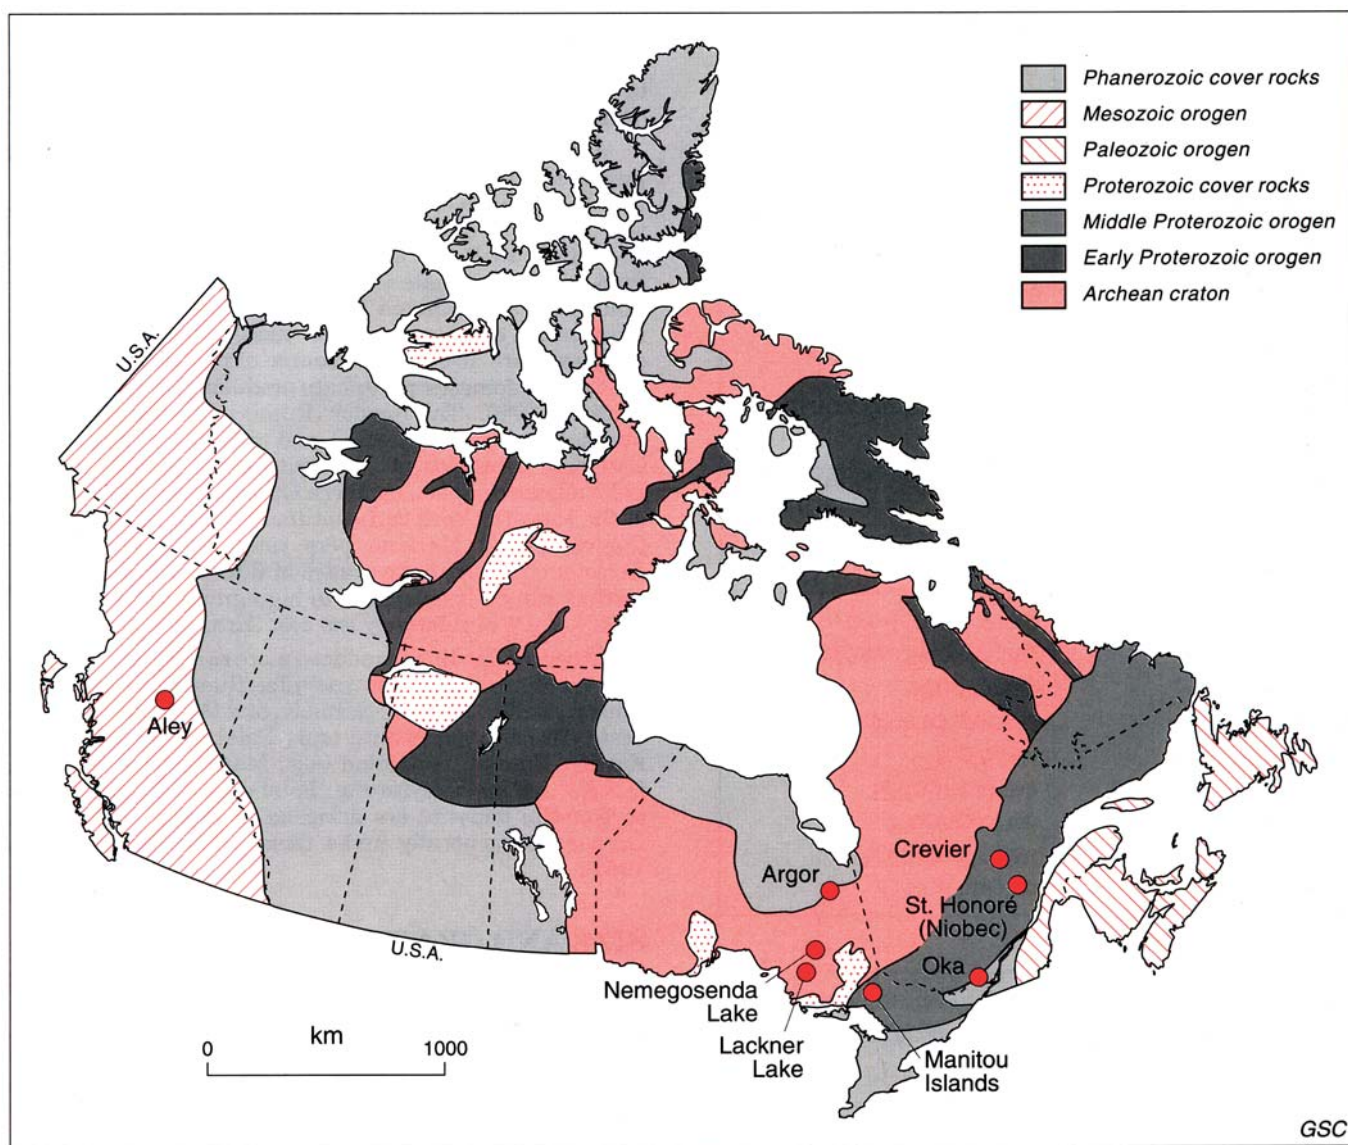 Phanerozoic cover rocks
Mesozoic orogen
Paleozoic orogen
Proterozoic cover rocks
Middle Proterozoic orogen
Early Proterozoic orogen
Archean craton
U.S.A.
Aley
U.S.A.
Argor
Crevier
St. Honoré
(Niobec)
Oka
Nemegosenda
Lake
Lackner
Lake
Manitou
Islands
km
0 1000
GSC